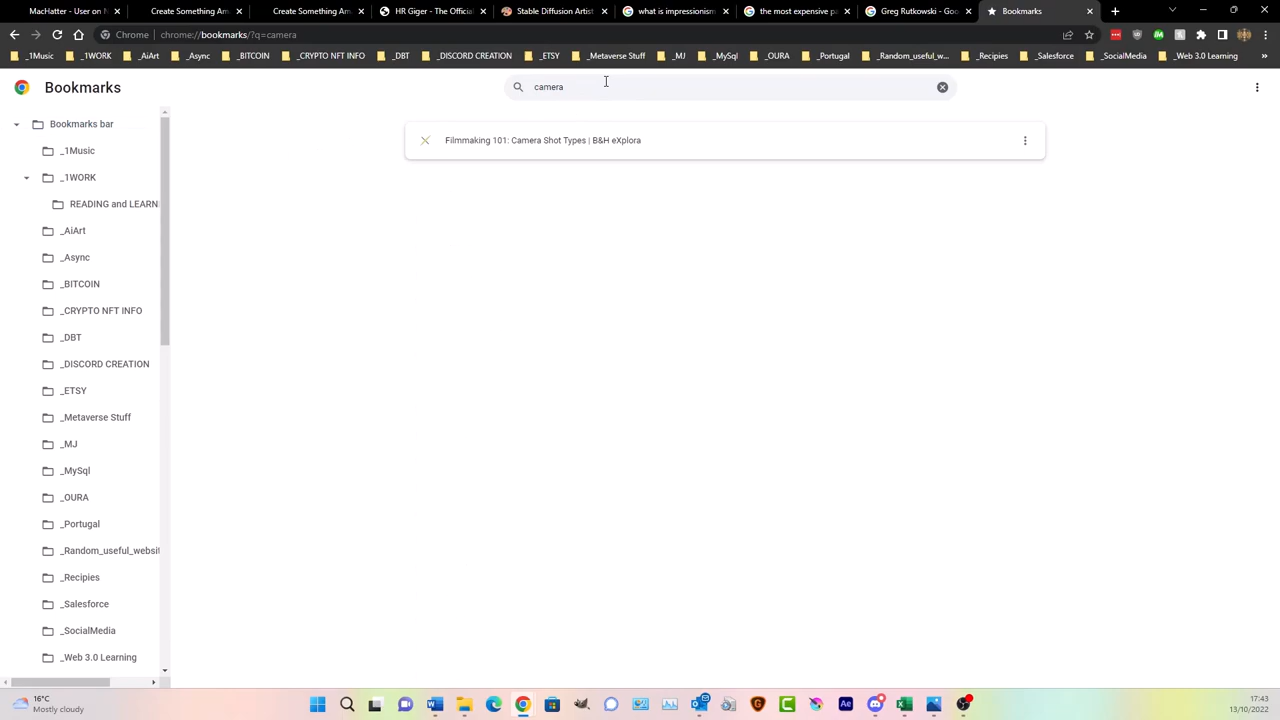 Create Something Am
Create Something Am
HR Giger - The Official
Stable Diffusion Artist
what is impressionism
the most expensive pa
Greg Rutkowski - Goo
Bookmarks
Chrome
chrome://bookmarks/?q=camera
_1Music
_1WORK
_AiArt
_Async
_BITCOIN
_CRYPTO NFT INFO
_DBT
_DISCORD CREATION
_ETSY
_Metaverse Stuff
_MJ
_MySql
_OURA
_Portugal
_Random_useful_we...
_Recipies
_Salesforce
_SocialMedia
_Web 3.0 Learning
Bookmarks
camera
Bookmarks bar
Filmmaking 101: Camera Shot Types | B&H eXplora
_1Music
_1WORK
READING and LEARN
_AiArt
_Async
_BITCOIN
_CRYPTO NFT INFO
_DBT
_DISCORD CREATION
_ETSY
_Metaverse Stuff
_MJ
_MySql
_OURA
_Portugal
_Random_useful_websit
_Recipies
_Salesforce
_SocialMedia
_Web 3.0 Learning
16°C
Mostly cloudy
17:43
13/10/2022